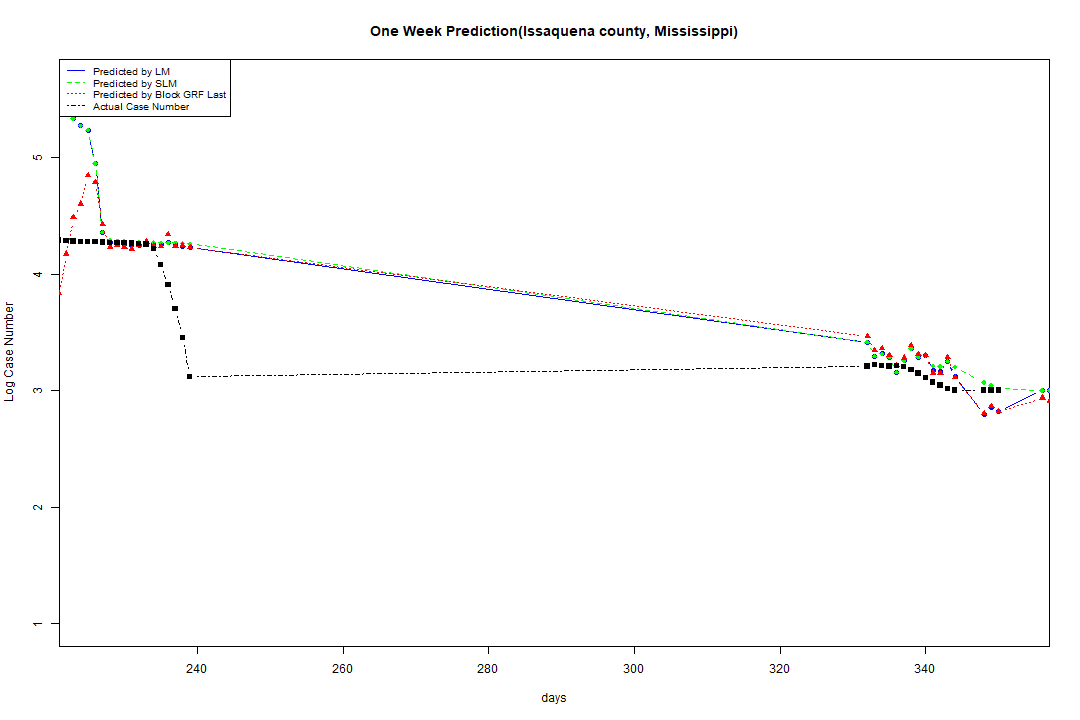 One Week Prediction(Issaquena county, Mississippi)
Predicted by LM
Predicted by SLM
Predicted by Block GRF Last
Actual Case Number
5
4
3
2
1
Log Case Number
240 260 280 300 320 340
days